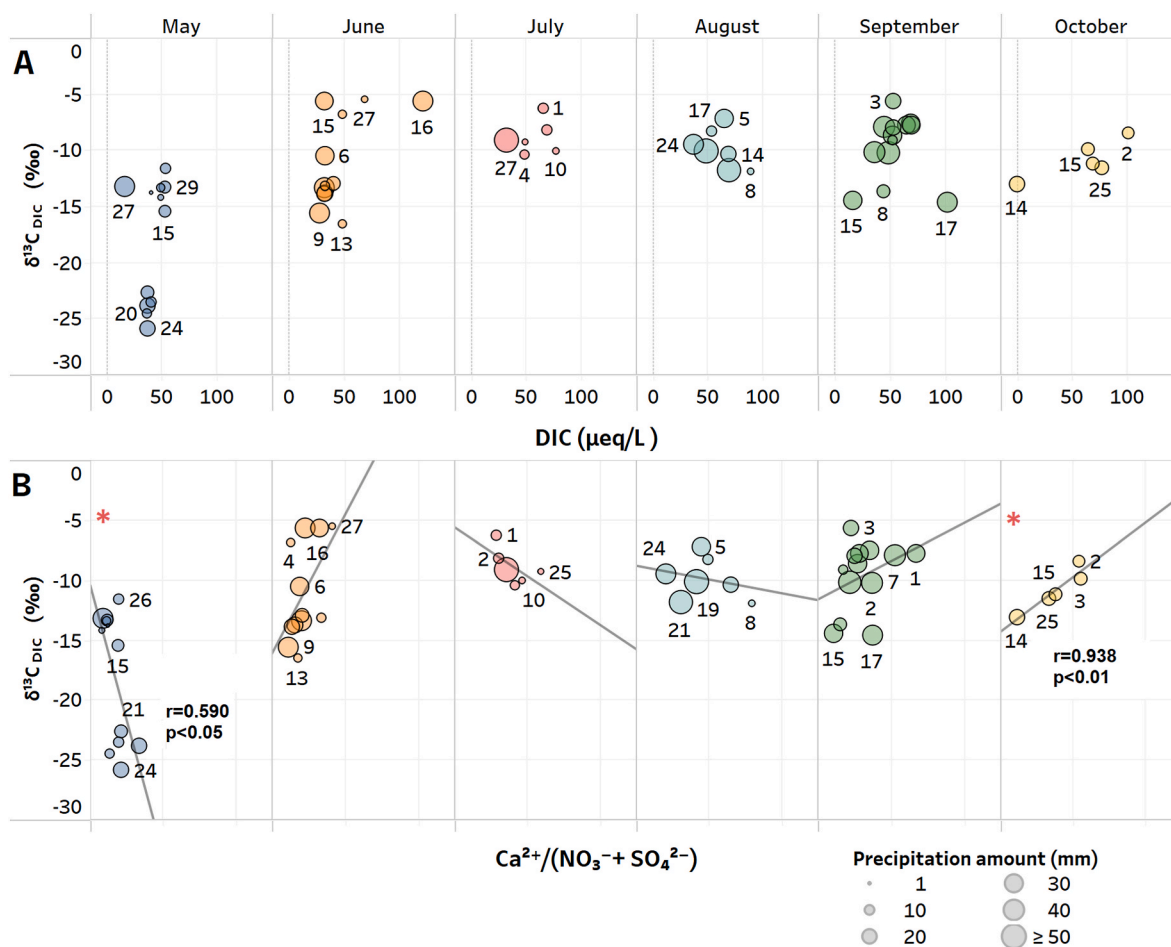 May June July August September October
A
0
-5
-10
-15
-20
-25
-30
δ¹³C DIC (‰)
27 29 15 20 24
15 27 16 6 9 13
1 27 4 10
17 5 24 14 8
3 15 8 17
2 15 25 14
0 50 100 0 50 100 0 50 100 0 50 100 0 50 100 0 50 100
DIC (µeq/L )
B
0
-5
-10
-15
-20
-25
-30
δ¹³C DIC (‰)
* 26 15 21 24
r=0.590
p<0.05
27 4 16 6 9 13
1 2 25 10
24 5 19 21 8
3 7 1 2 15 17
* 2 15 3 25 14
r=0.938
p<0.01
Ca²⁺/(NO₃⁻+ SO₄²⁻)
Precipitation amount (mm)
1 30
10 40
20 ≥ 50